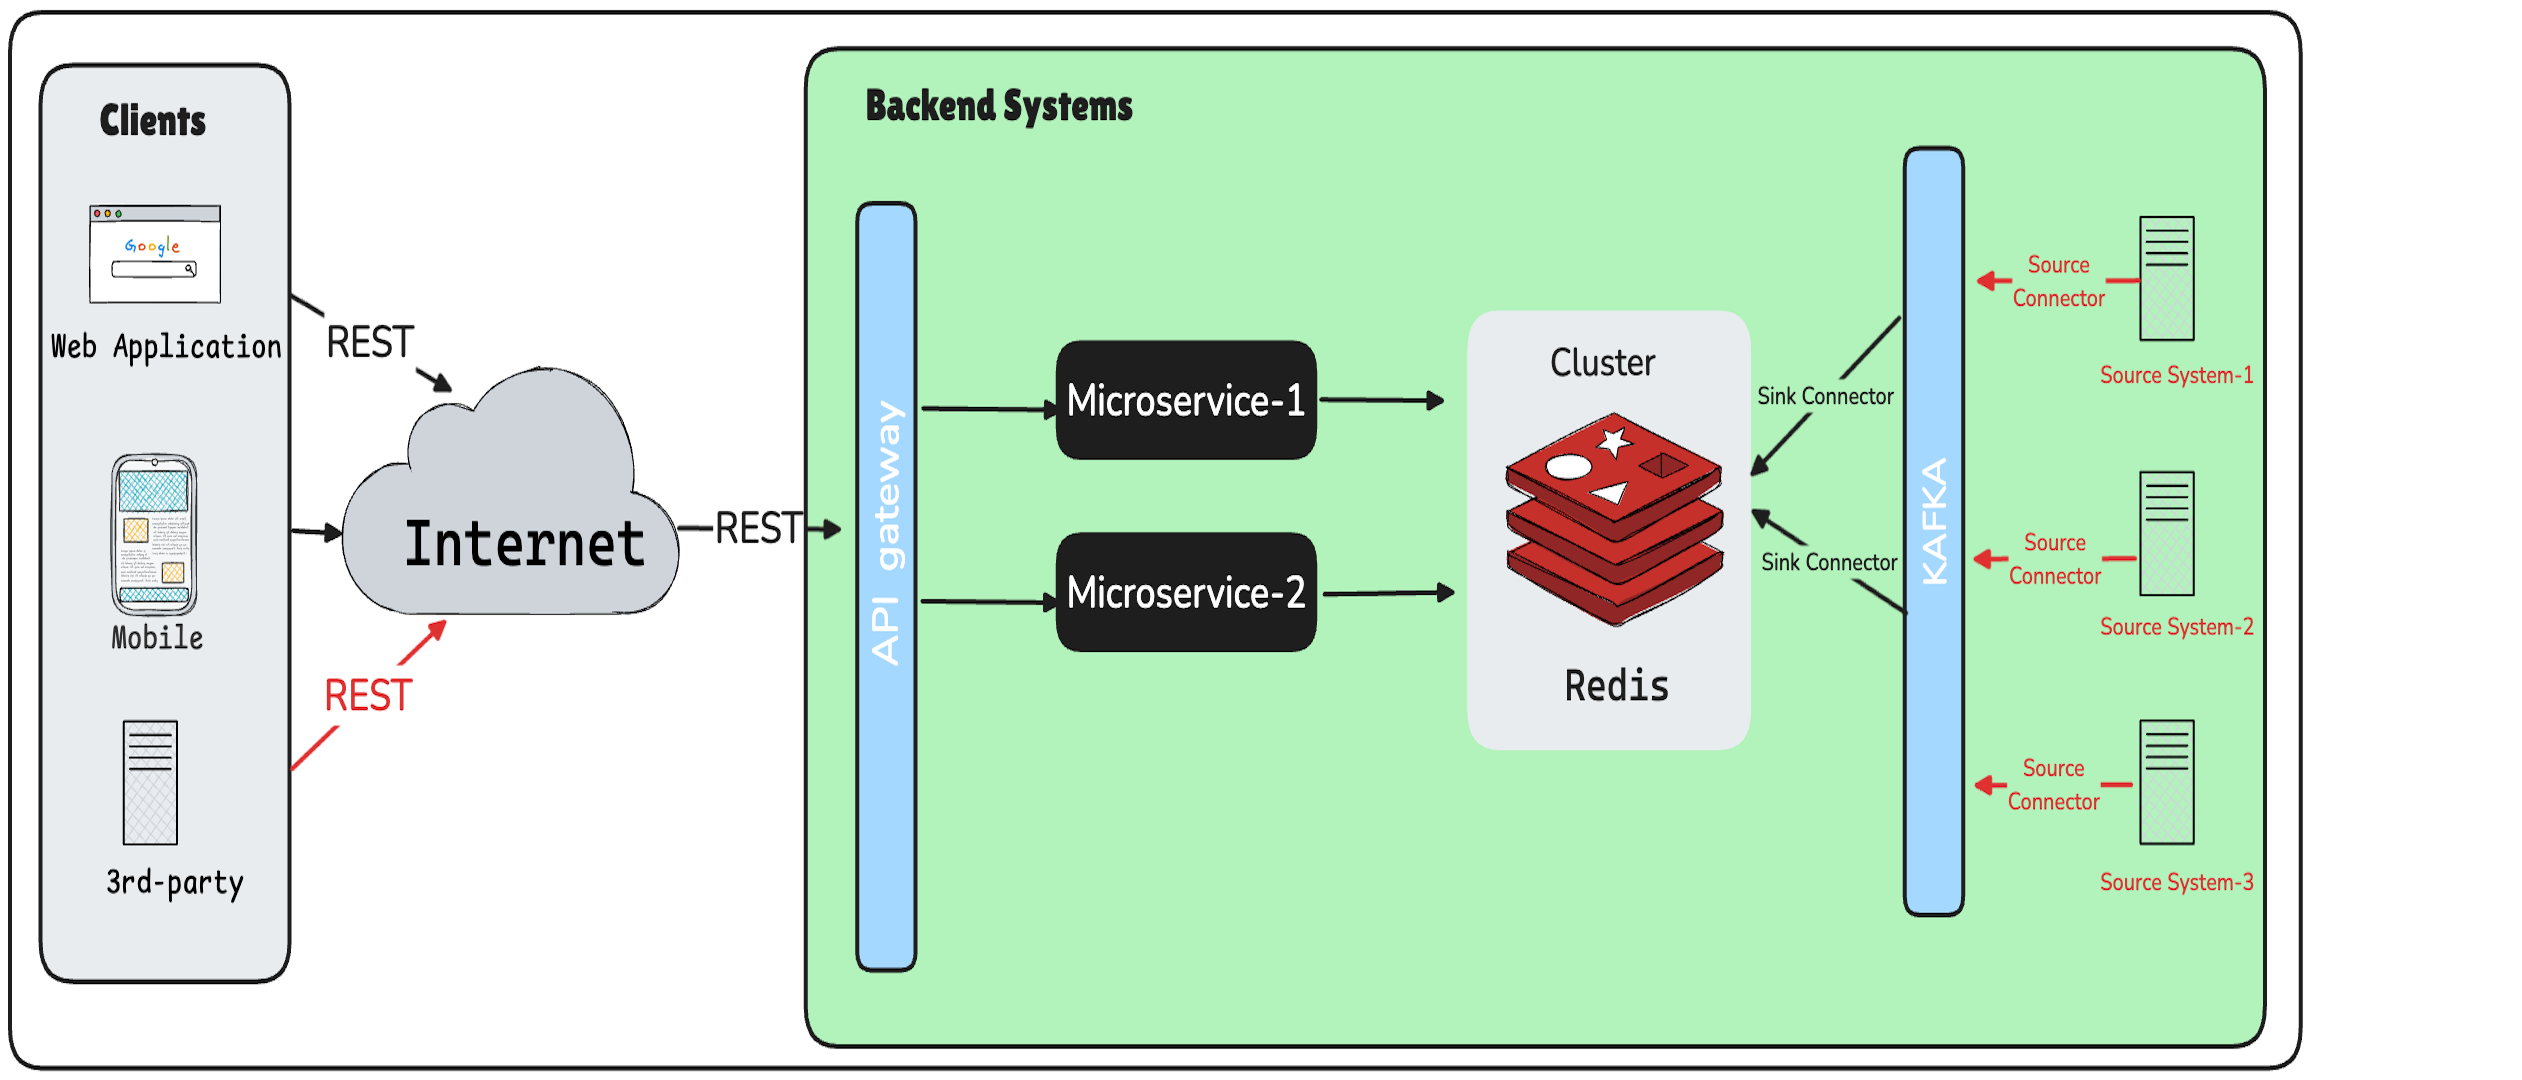 Clients
Google
Web Application
Mobile
3rd-party
REST
REST
Internet
REST
Backend Systems
API gateway
Microservice-1
Microservice-2
Cluster
Redis
Sink Connector
Sink Connector
KAFKA
Source
Connector
Source System-1
Source
Connector
Source System-2
Source
Connector
Source System-3